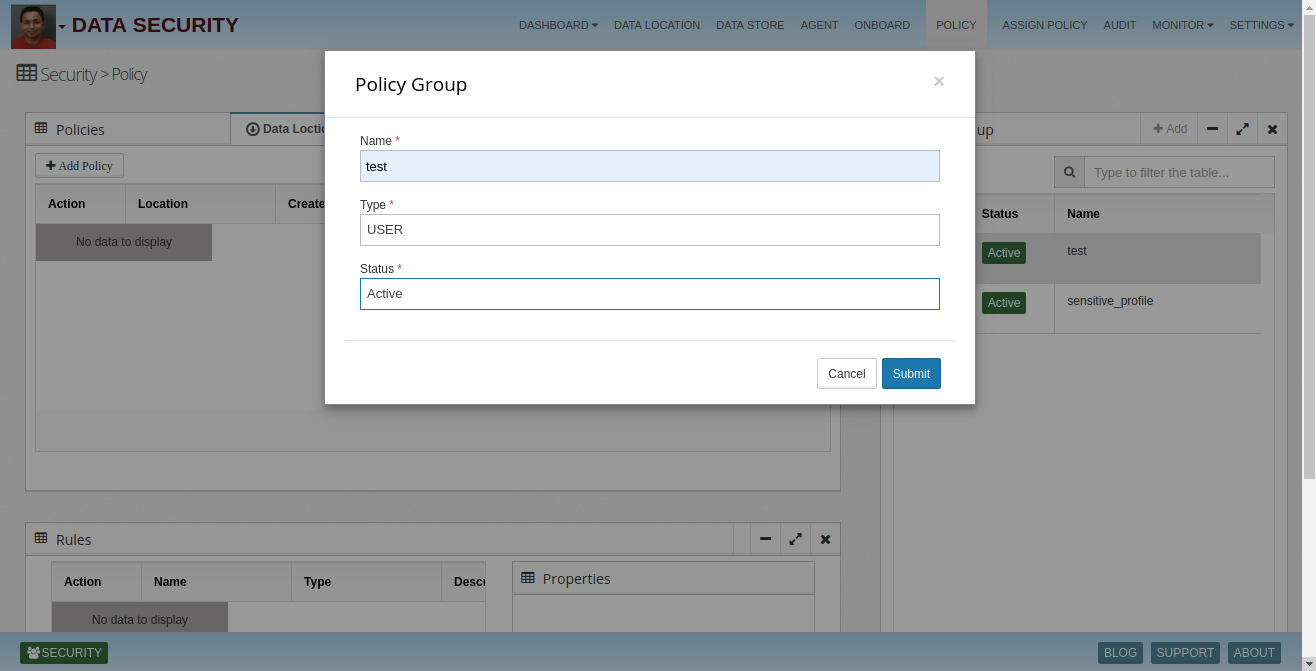 DATA SECURITY
DASHBOARD DATA LOCATION DATA STORE AGENT ONBOARD POLICY ASSIGN POLICY AUDIT MONITOR SETTINGS
Security > Policy
Policy Group
×
Policies
Data Loctio
up
Add
Name *
test
Add Policy
Type to filter the table...
Action Location Create
Type *
USER
Status Name
No data to display
Active test
Status *
Active
Active sensitive_profile
Cancel Submit
Rules
Action Name Type Descr
Properties
No data to display
SECURITY
BLOG SUPPORT ABOUT